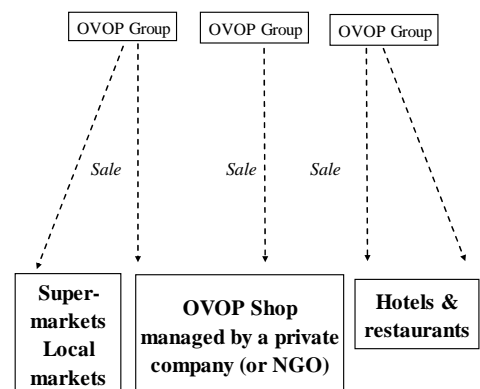 OVOP Group
OVOP Group
OVOP Group
Sale
Sale
Sale
Super-
markets
Local
markets
OVOP Shop
managed by a private
company (or NGO)
Hotels &
restaurants